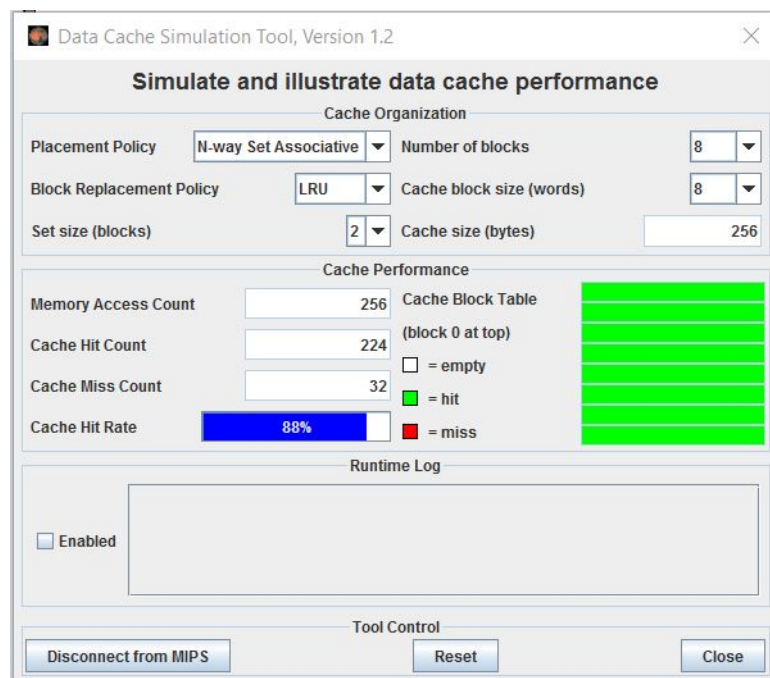 Data Cache Simulation Tool, Version 1.2
Simulate and illustrate data cache performance
Cache Organization
Placement Policy N-way Set Associative Number of blocks 8
Block Replacement Policy LRU Cache block size (words) 8
Set size (blocks) 2 Cache size (bytes) 256
Cache Performance
Memory Access Count 256 Cache Block Table
(block 0 at top)
Cache Hit Count 224
= empty
Cache Miss Count 32
= hit
Cache Hit Rate 88%
= miss
Runtime Log
Enabled
Tool Control
Disconnect from MIPS Reset Close